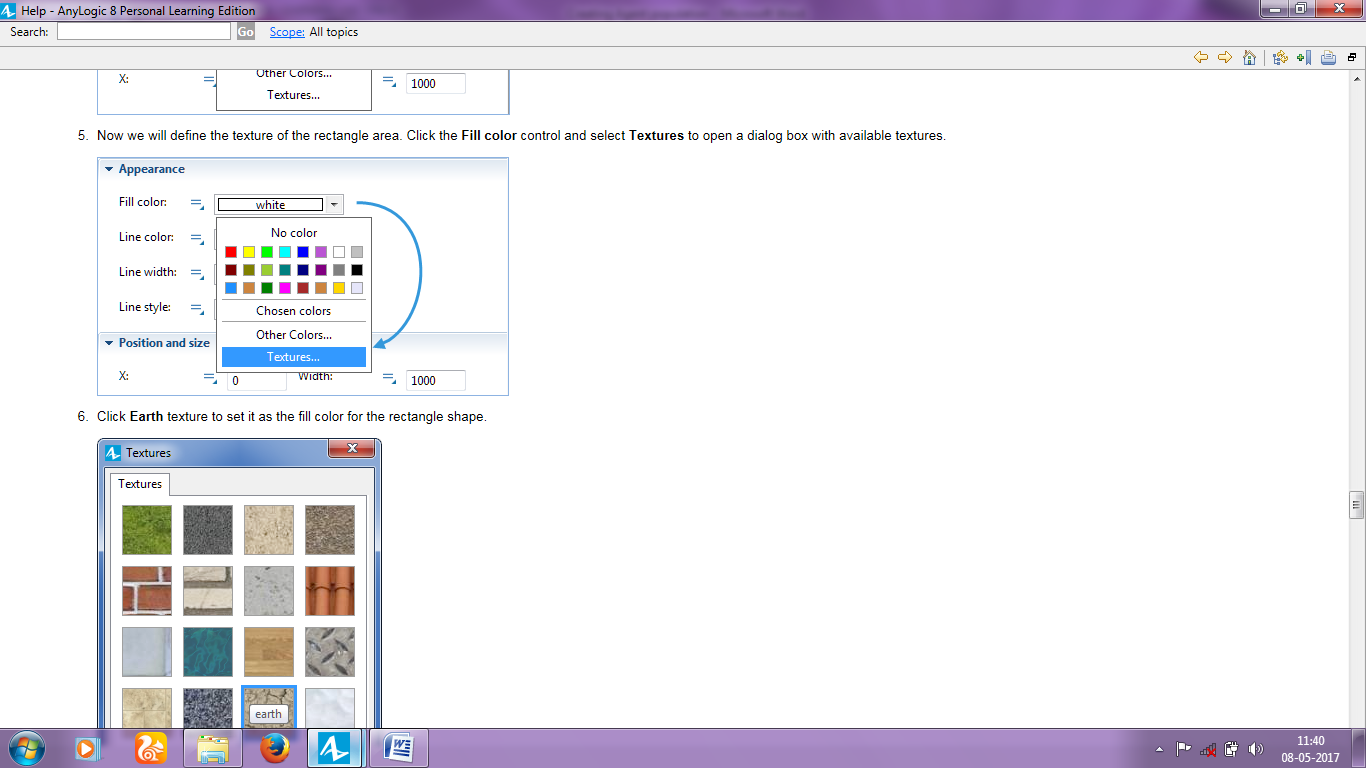 Help - AnyLogic 8 Personal Learning Edition
Search: Go Scope: All topics
Other Colors...
X: 1000
Textures...
5. Now we will define the texture of the rectangle area. Click the Fill color control and select Textures to open a dialog box with available textures.
Appearance
Fill color: white
No color
Line color:
Line width:
Line style:
Chosen colors
Other Colors...
Position and size
Textures...
X: 0 Width: 1000
6. Click Earth texture to set it as the fill color for the rectangle shape.
Textures
Textures
earth
11:40
08-05-2017